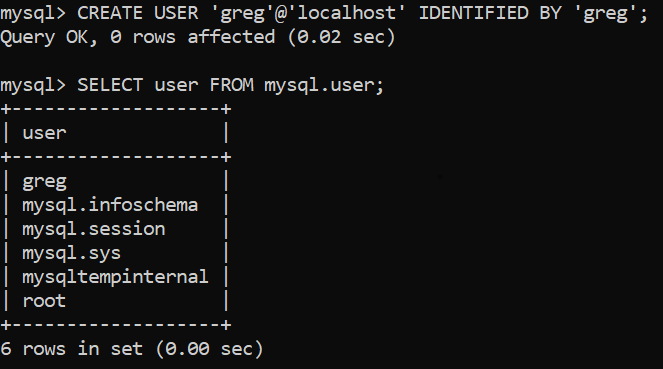 mysql> CREATE USER 'greg'@'localhost' IDENTIFIED BY 'greg';
Query OK, 0 rows affected (0.02 sec)
mysql> SELECT user FROM mysql.user;
+------------------+
| user             |
+------------------+
| greg             |
| mysql.infoschema |
| mysql.session    |
| mysql.sys        |
| mysqltempinternal |
| root             |
+------------------+
6 rows in set (0.00 sec)